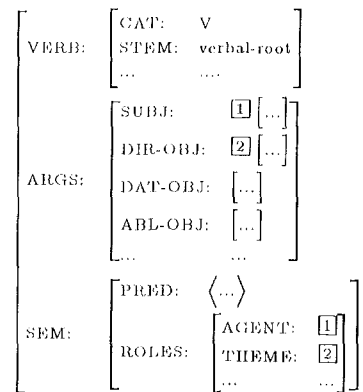 CAT: V
VERB: STEM: verbal-root
... ....
SUBJ: 1 [...]
DIR-OBJ: 2 [...]
ARGS: DAT-OBJ: [...]
ABL-OBJ: [...]
... ...
PRED: ⟨...⟩
SEM: ROLES: AGENT: 1
THEME: 2
... ...